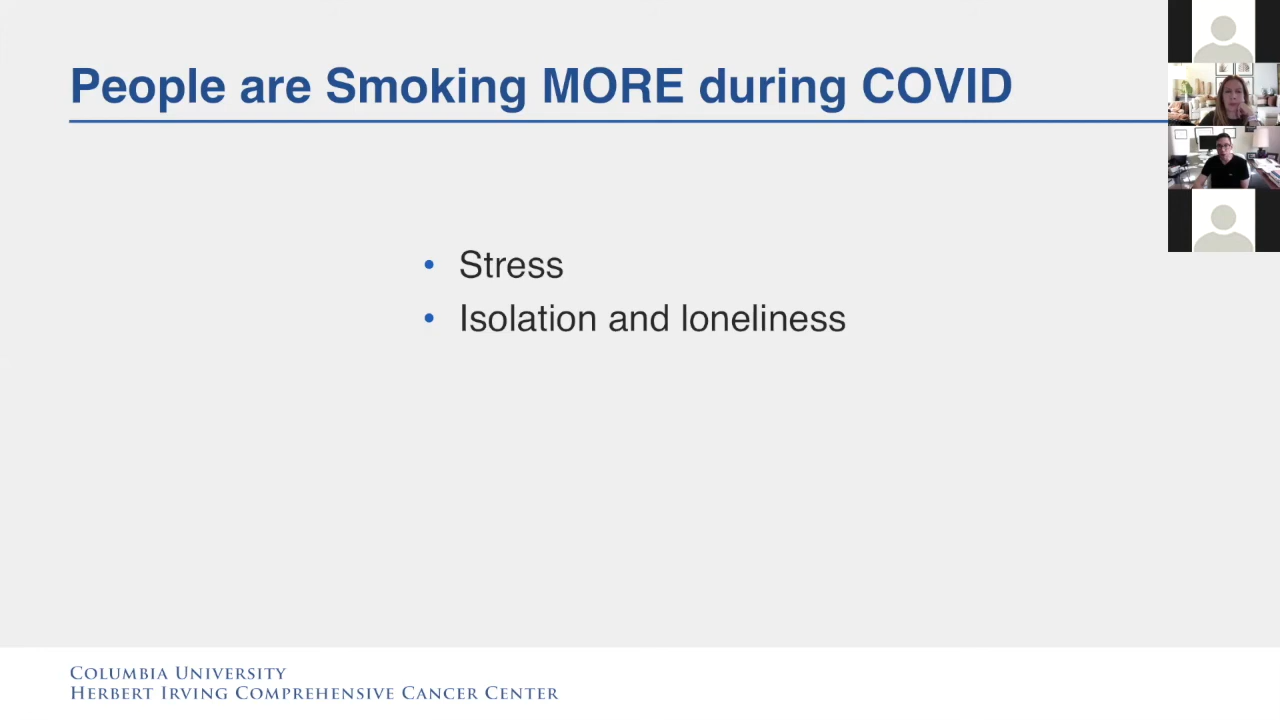 People are Smoking MORE during COVID
• Stress
• Isolation and loneliness
COLUMBIA UNIVERSITY
HERBERT IRVING COMPREHENSIVE CANCER CENTER